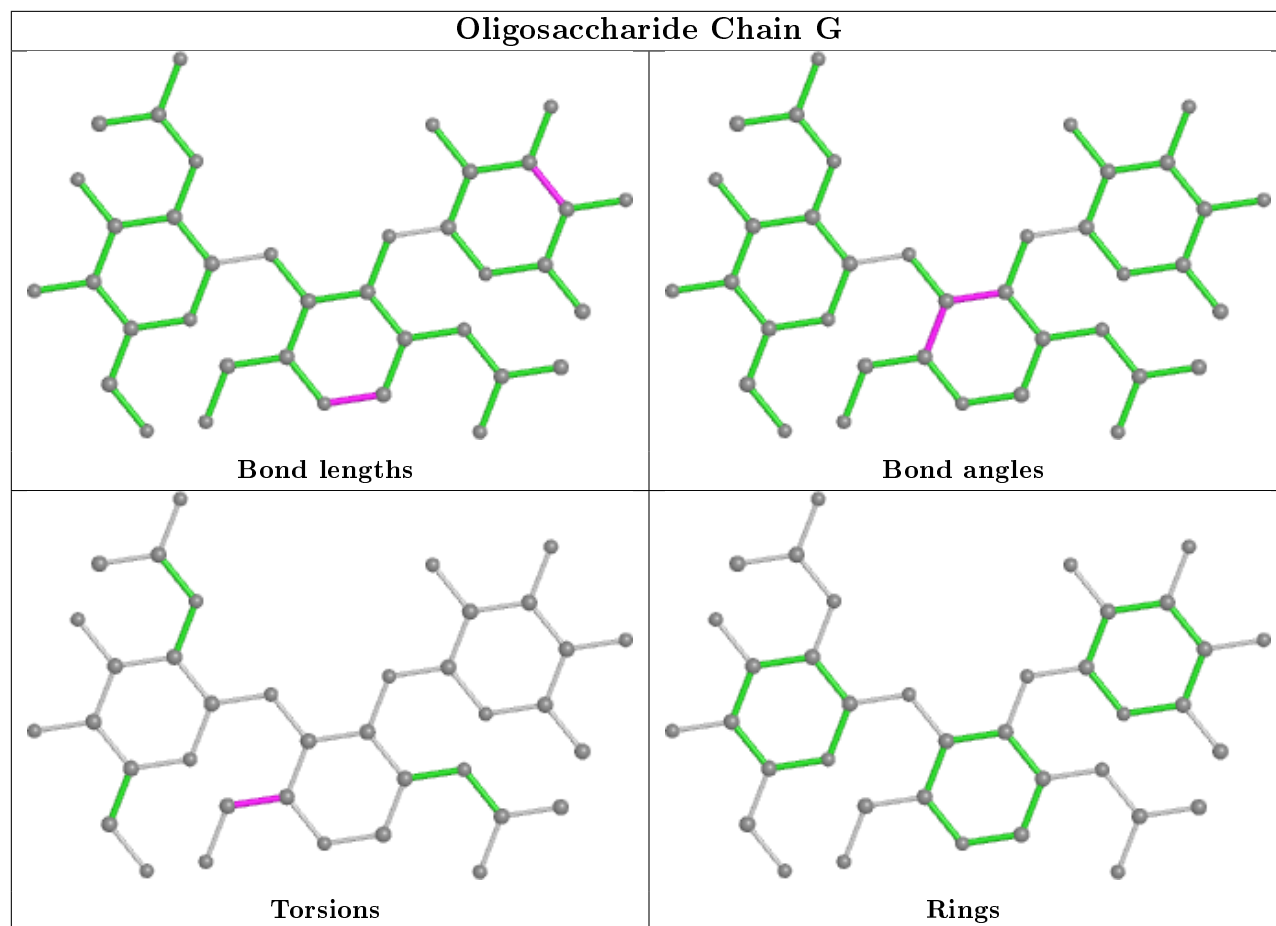 Oligosaccharide Chain G
Bond lengths
Bond angles
Torsions
Rings